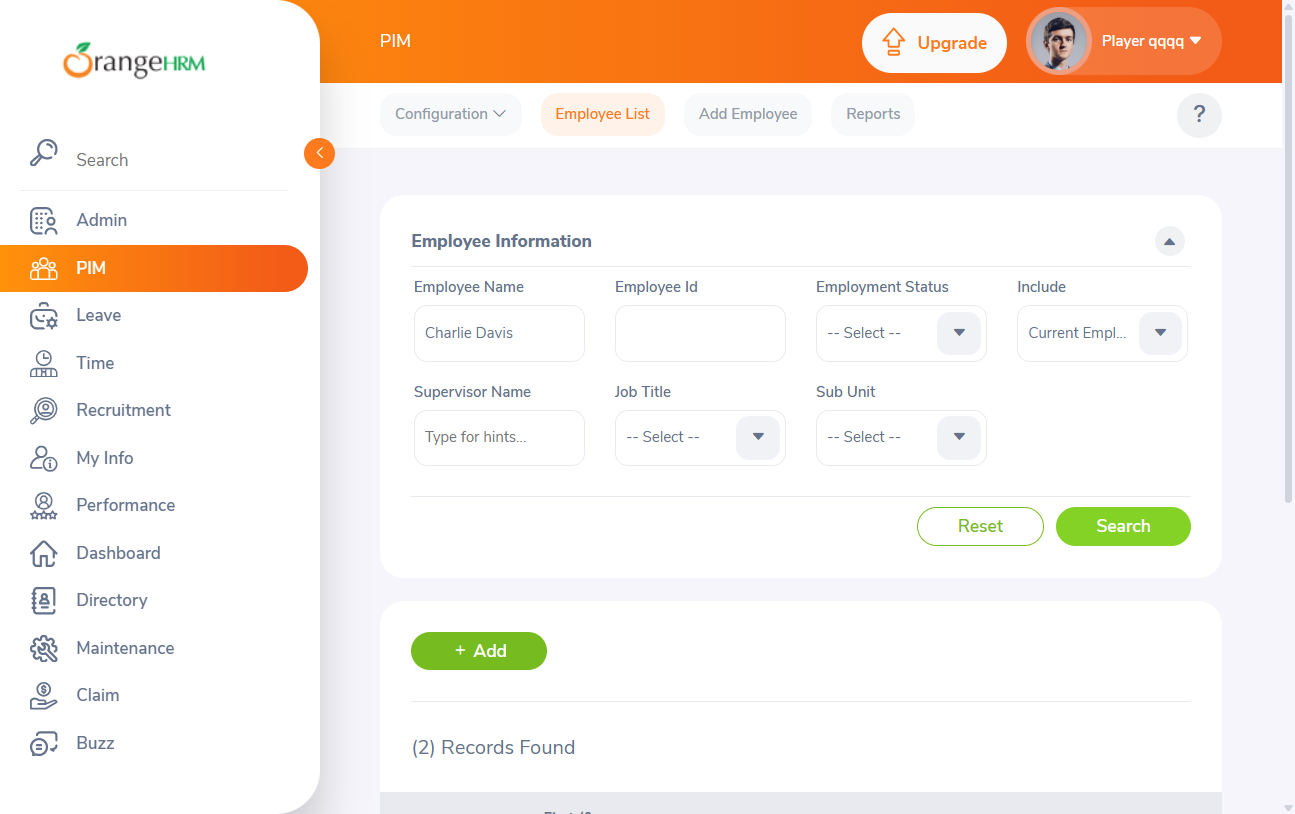 OrangeHRM
Search
Admin
PIM
Leave
Time
Recruitment
My Info
Performance
Dashboard
Directory
Maintenance
Claim
Buzz
PIM
Upgrade
Player qqqq
Configuration
Employee List
Add Employee
Reports
?
Employee Information
Employee Name
Employee Id
Employment Status
Include
Charlie Davis
-- Select --
Current Empl...
Supervisor Name
Job Title
Sub Unit
Type for hints...
-- Select --
-- Select --
Reset
Search
+ Add
(2) Records Found